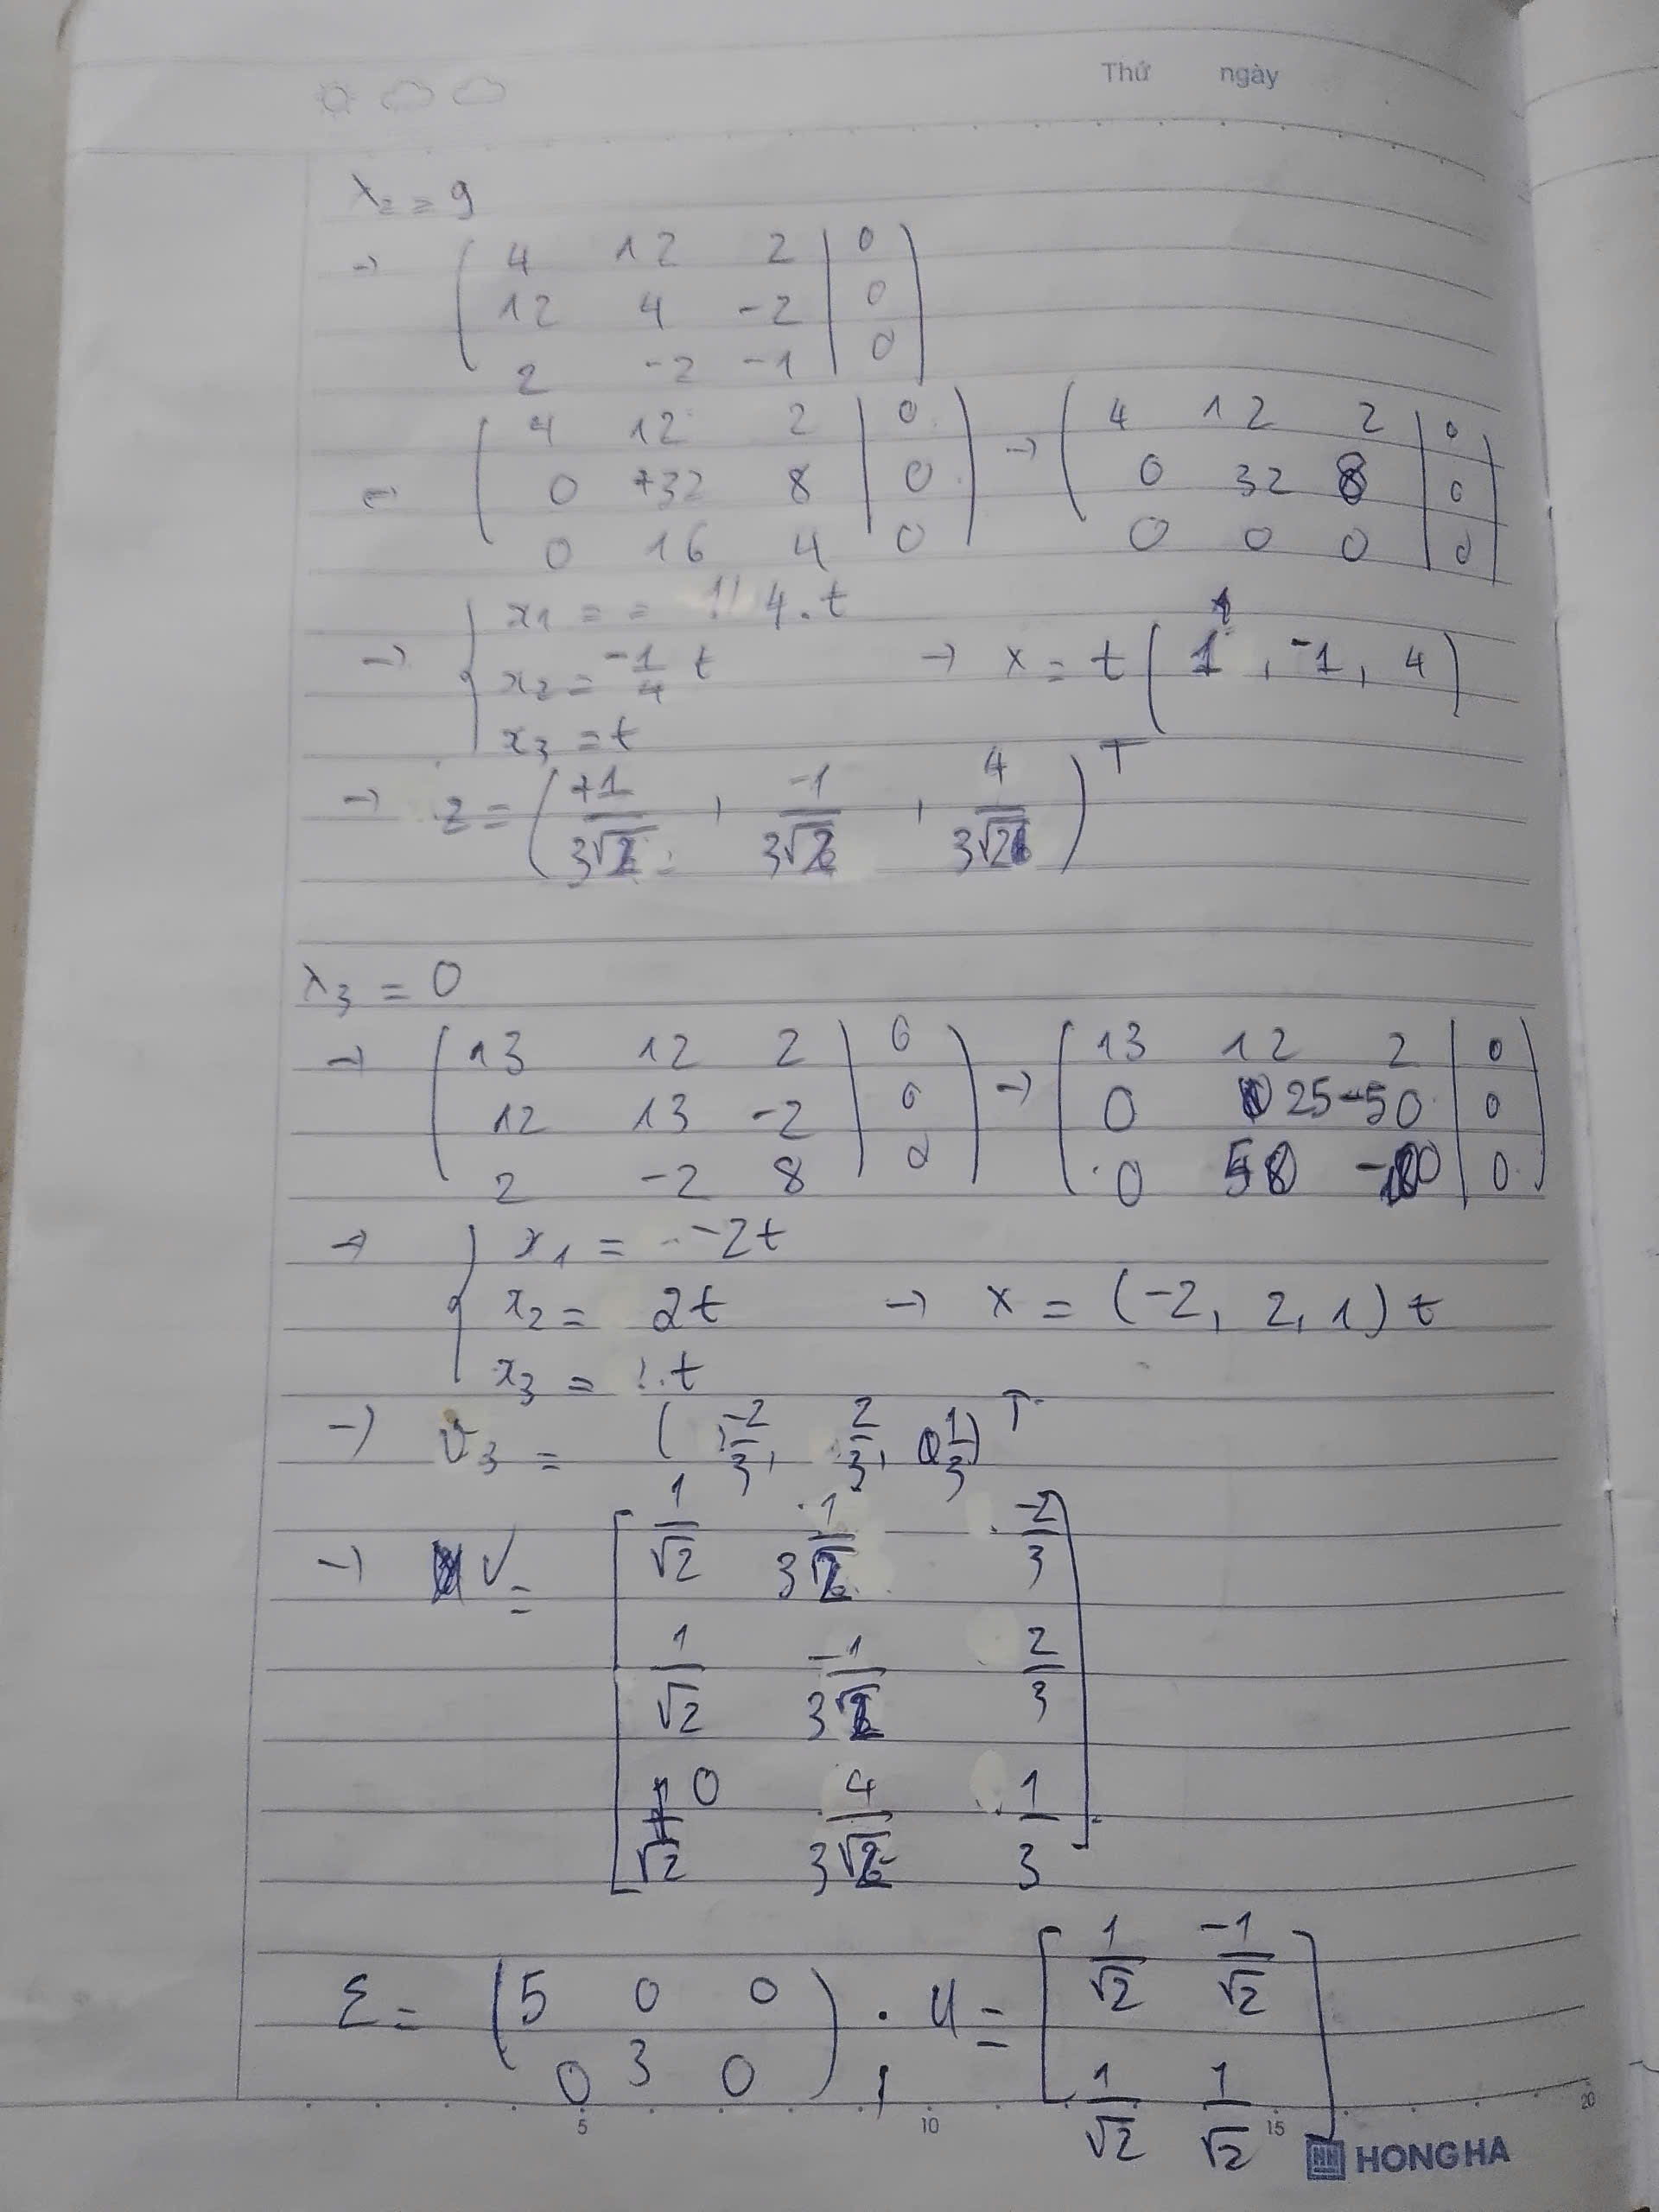 Thứ ngày
λ₂ = 9
→ ( 4 12 2 | 0 )
12 4 -2 | 0
2 -2 -1 | 0
⇔ ( 4 12 2 | 0 ) → ( 4 12 2 | 0 )
0 +32 8 | 0 0 32 8 | 0
0 16 4 | 0 0 0 0 | 0
→ { x₁ = = 1/4.t
x₂ = -1/4 t → x = t ( 1, -1, 4 )
x₃ = t
→ z = ( +1/3√2, -1/3√2, 4/3√2 )ᵀ
λ₃ = 0
→ ( 13 12 2 | 0 ) → ( 13 12 2 | 0 )
12 13 -2 | 0 0 25 -50 | 0
2 -2 8 | 0 0 | 0
→ { x₁ = -2t
x₂ = 2t → x = (-2, 2, 1) t
x₃ = t
→ v₃ = ( -2/3, 2/3, 1/3 )ᵀ
→ V = [ 1/√2 1/3√2 -2/3
1/√2 -1/3√2 2/3
0 4/3√2 1/3 ]
Σ = ( 5 0 0 ) ; U = [ 1/√2 -1/√2
0 3 0 1/√2 1/√2 ]
5 10 15 20
HONG HA